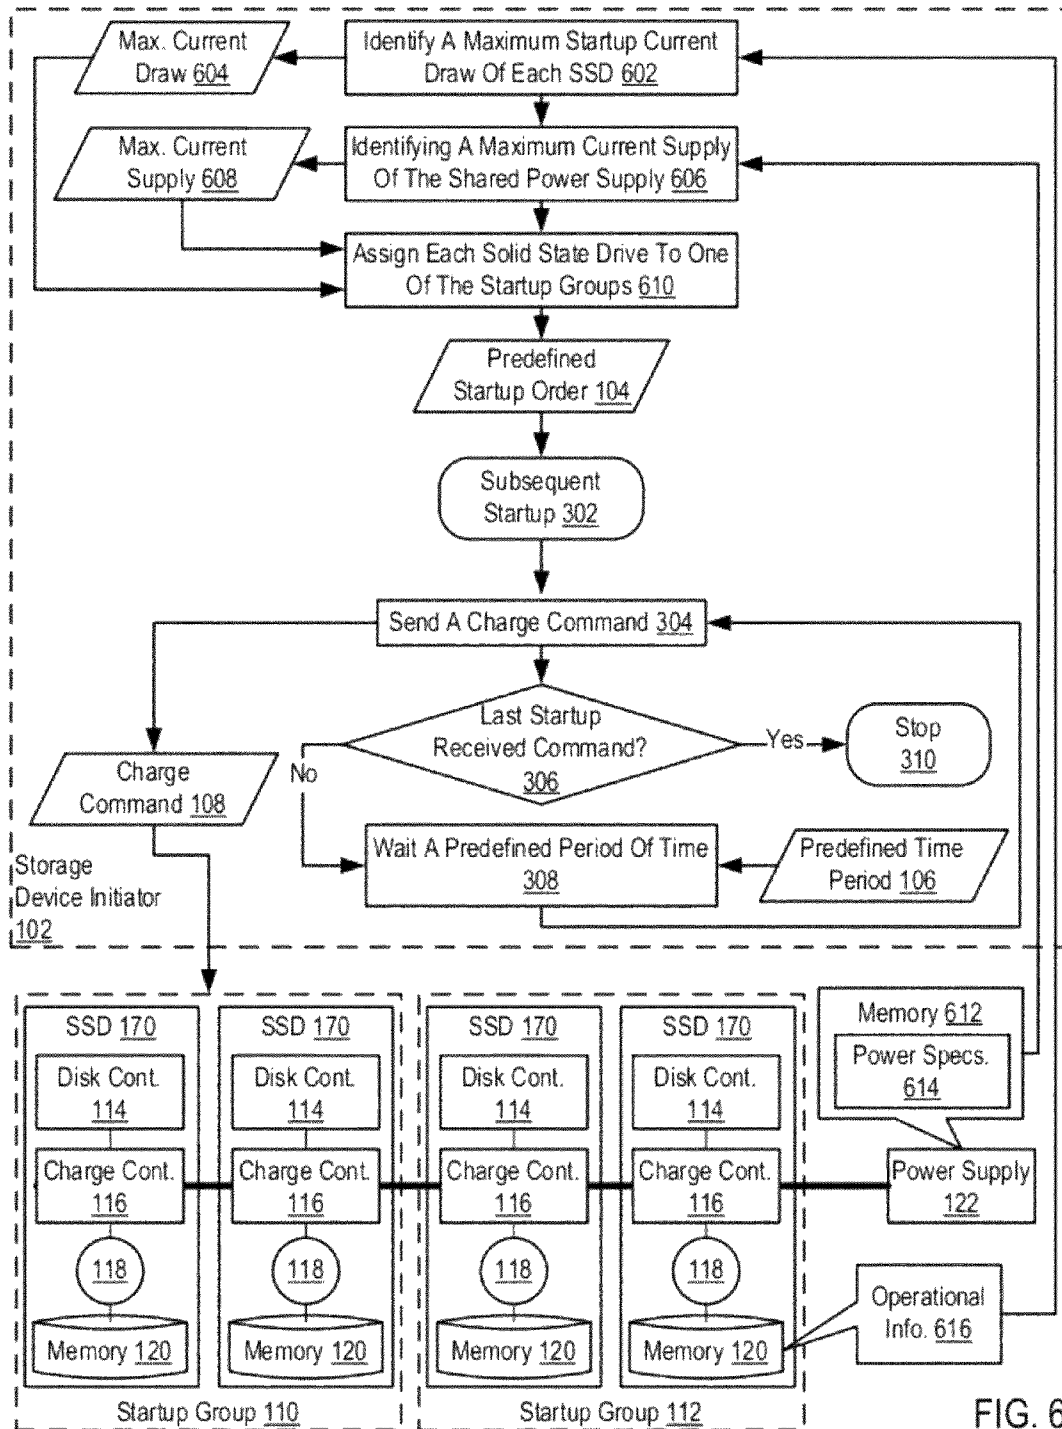 Max. Current
Draw 604
Identify A Maximum Startup Current
Draw Of Each SSD 602
Max. Current
Supply 608
Identifying A Maximum Current Supply
Of The Shared Power Supply 606
Assign Each Solid State Drive To One
Of The Startup Groups 610
Predefined
Startup Order 104
Subsequent
Startup 302
Send A Charge Command 304
Last Startup
Received Command?
306
Yes
Stop
310
No
Charge
Command 108
Wait A Predefined Period Of Time
308
Predefined Time
Period 106
Storage
Device Initiator
102
SSD 170
Disk Cont.
114
Charge Cont.
116
118
Memory 120
SSD 170
Disk Cont.
114
Charge Cont.
116
118
Memory 120
Startup Group 110
SSD 170
Disk Cont.
114
Charge Cont.
116
118
Memory 120
SSD 170
Disk Cont.
114
Charge Cont.
116
118
Memory 120
Startup Group 112
Memory 612
Power Specs.
614
Power Supply
122
Operational
Info. 616
FIG. 6